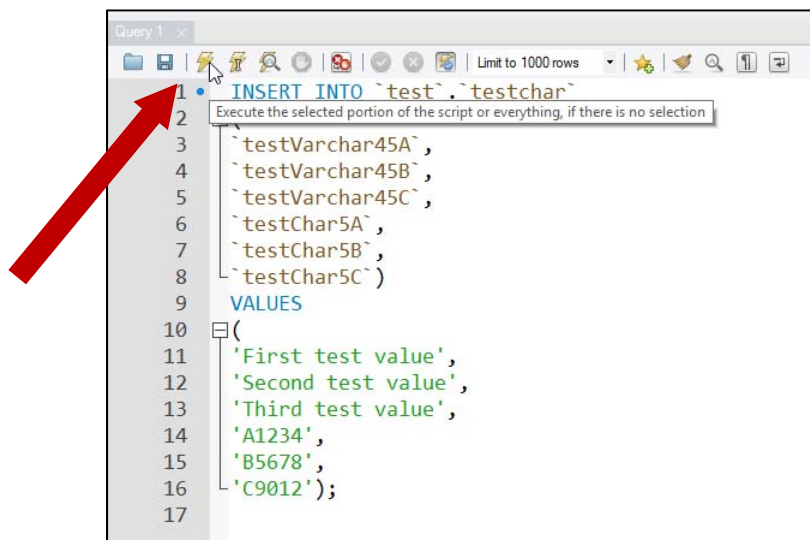 Query 1
Limit to 1000 rows
1 INSERT INTO `test`.`testchar`
Execute the selected portion of the script or everything, if there is no selection
2 (
3 `testVarchar45A`,
4 `testVarchar45B`,
5 `testVarchar45C`,
6 `testChar5A`,
7 `testChar5B`,
8 `testChar5C`)
9 VALUES
10 (
11 'First test value',
12 'Second test value',
13 'Third test value',
14 'A1234',
15 'B5678',
16 'C9012');
17